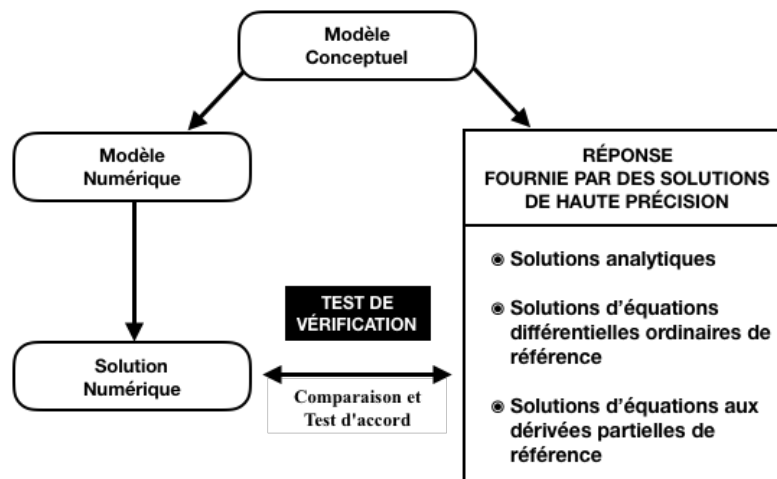 Modèle
Conceptuel
Modèle
Numérique
RÉPONSE
FOURNIE PAR DES SOLUTIONS
DE HAUTE PRÉCISION
◉ Solutions analytiques
◉ Solutions d'équations
différentielles ordinaires de
référence
◉ Solutions d'équations aux
dérivées partielles de
référence
TEST DE
VÉRIFICATION
Solution
Numérique
Comparaison et
Test d'accord